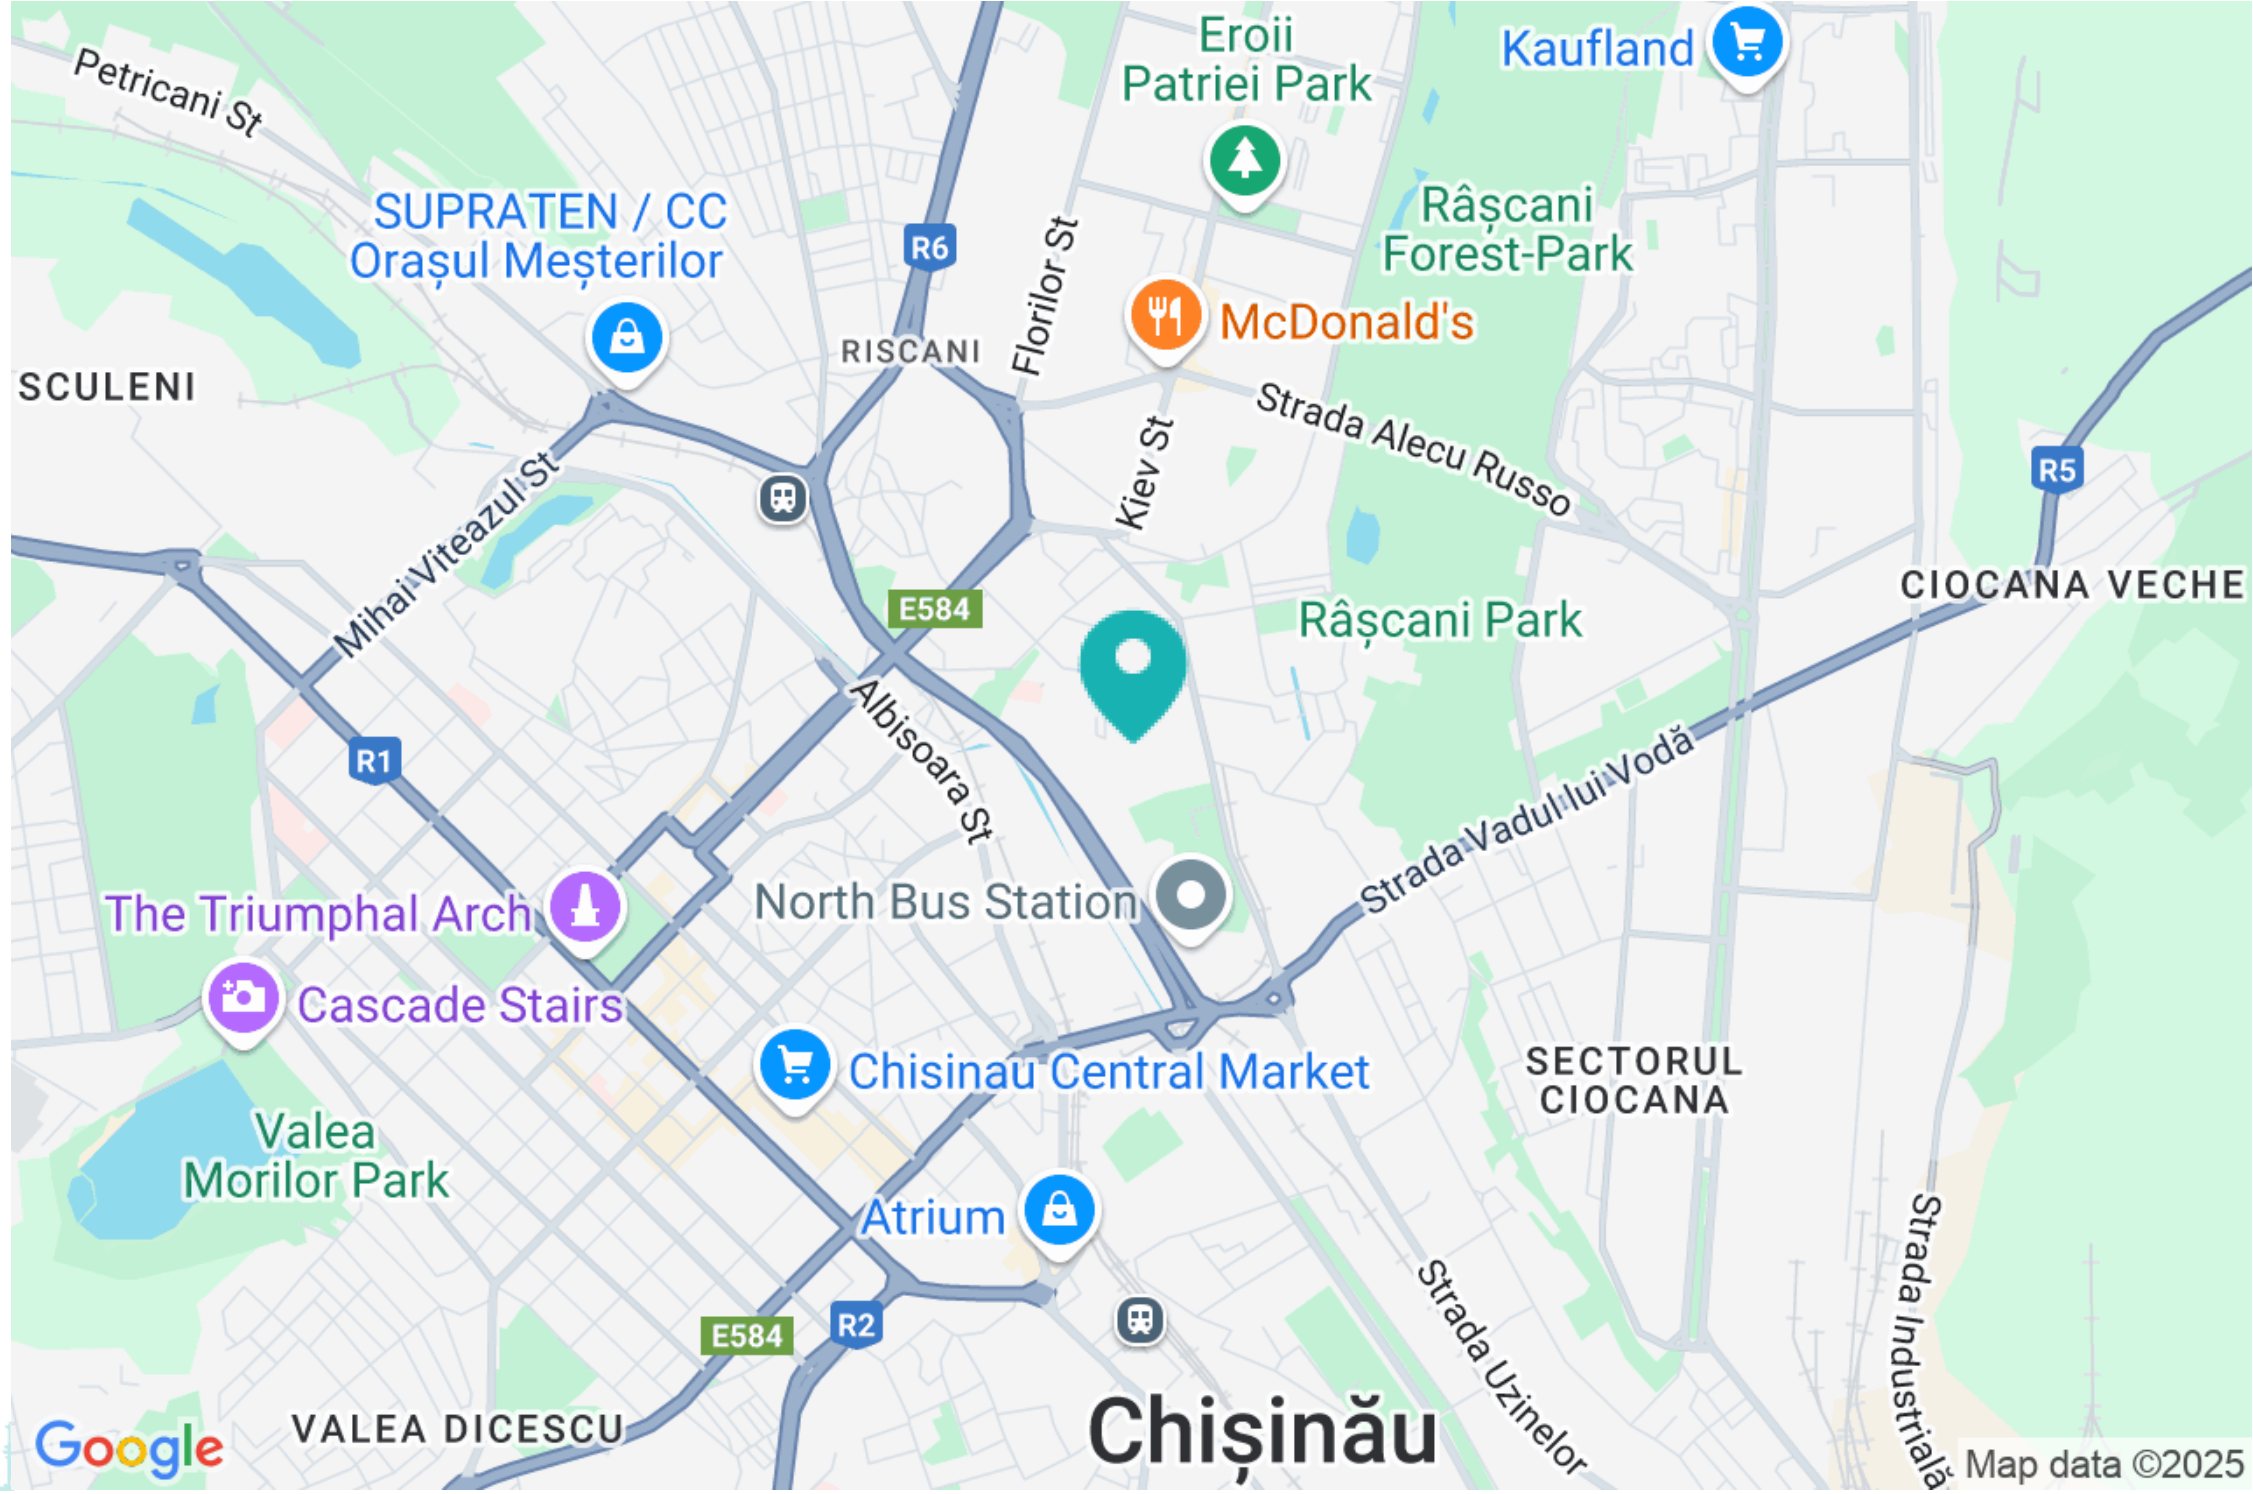 Eroii
Patriei Park
Kaufland
Petricani St
SUPRATEN / CC
Orașul Meșterilor
R6
Florilor St
Râșcani
Forest-Park
McDonald's
RISCANI
SCULENI
Strada Alecu Russo
Kiev St
R5
Mihai Viteazul St
CIOCANA VECHE
E584
Râșcani Park
Albisoara St
R1
Strada Vadul lui Vodă
The Triumphal Arch
North Bus Station
Cascade Stairs
Chisinau Central Market
SECTORUL
CIOCANA
Valea
Morilor Park
Atrium
Strada Industrială
Strada Uzinelor
E584
R2
VALEA DICESCU
Chișinău
Google
Map data ©2025